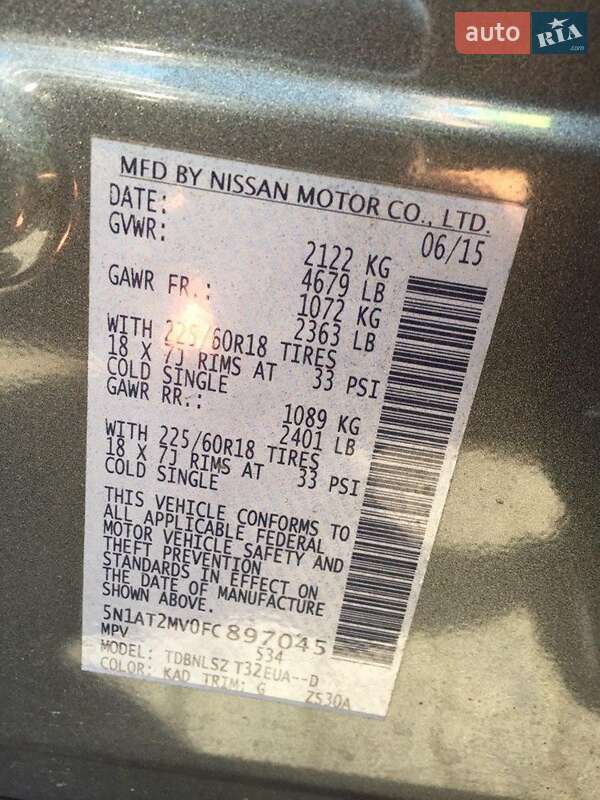 auto RIA.com
MFD BY NISSAN MOTOR CO., LTD.
DATE: 06/15
GVWR: 2122 KG
4679 LB
GAWR FR.: 1072 KG
2363 LB
WITH 225/60R18 TIRES
18 X 7J RIMS AT 33 PSI
COLD SINGLE
GAWR RR.: 1089 KG
2401 LB
WITH 225/60R18 TIRES
18 X 7J RIMS AT 33 PSI
COLD SINGLE
THIS VEHICLE CONFORMS TO
ALL APPLICABLE FEDERAL
MOTOR VEHICLE SAFETY AND
THEFT PREVENTION
STANDARDS IN EFFECT ON
THE DATE OF MANUFACTURE
SHOWN ABOVE.
5N1AT2MV0FC897045
MPV 534
MODEL: TDBNLSZ T32EUA--D
COLOR: KAD TRIM: G Z530A